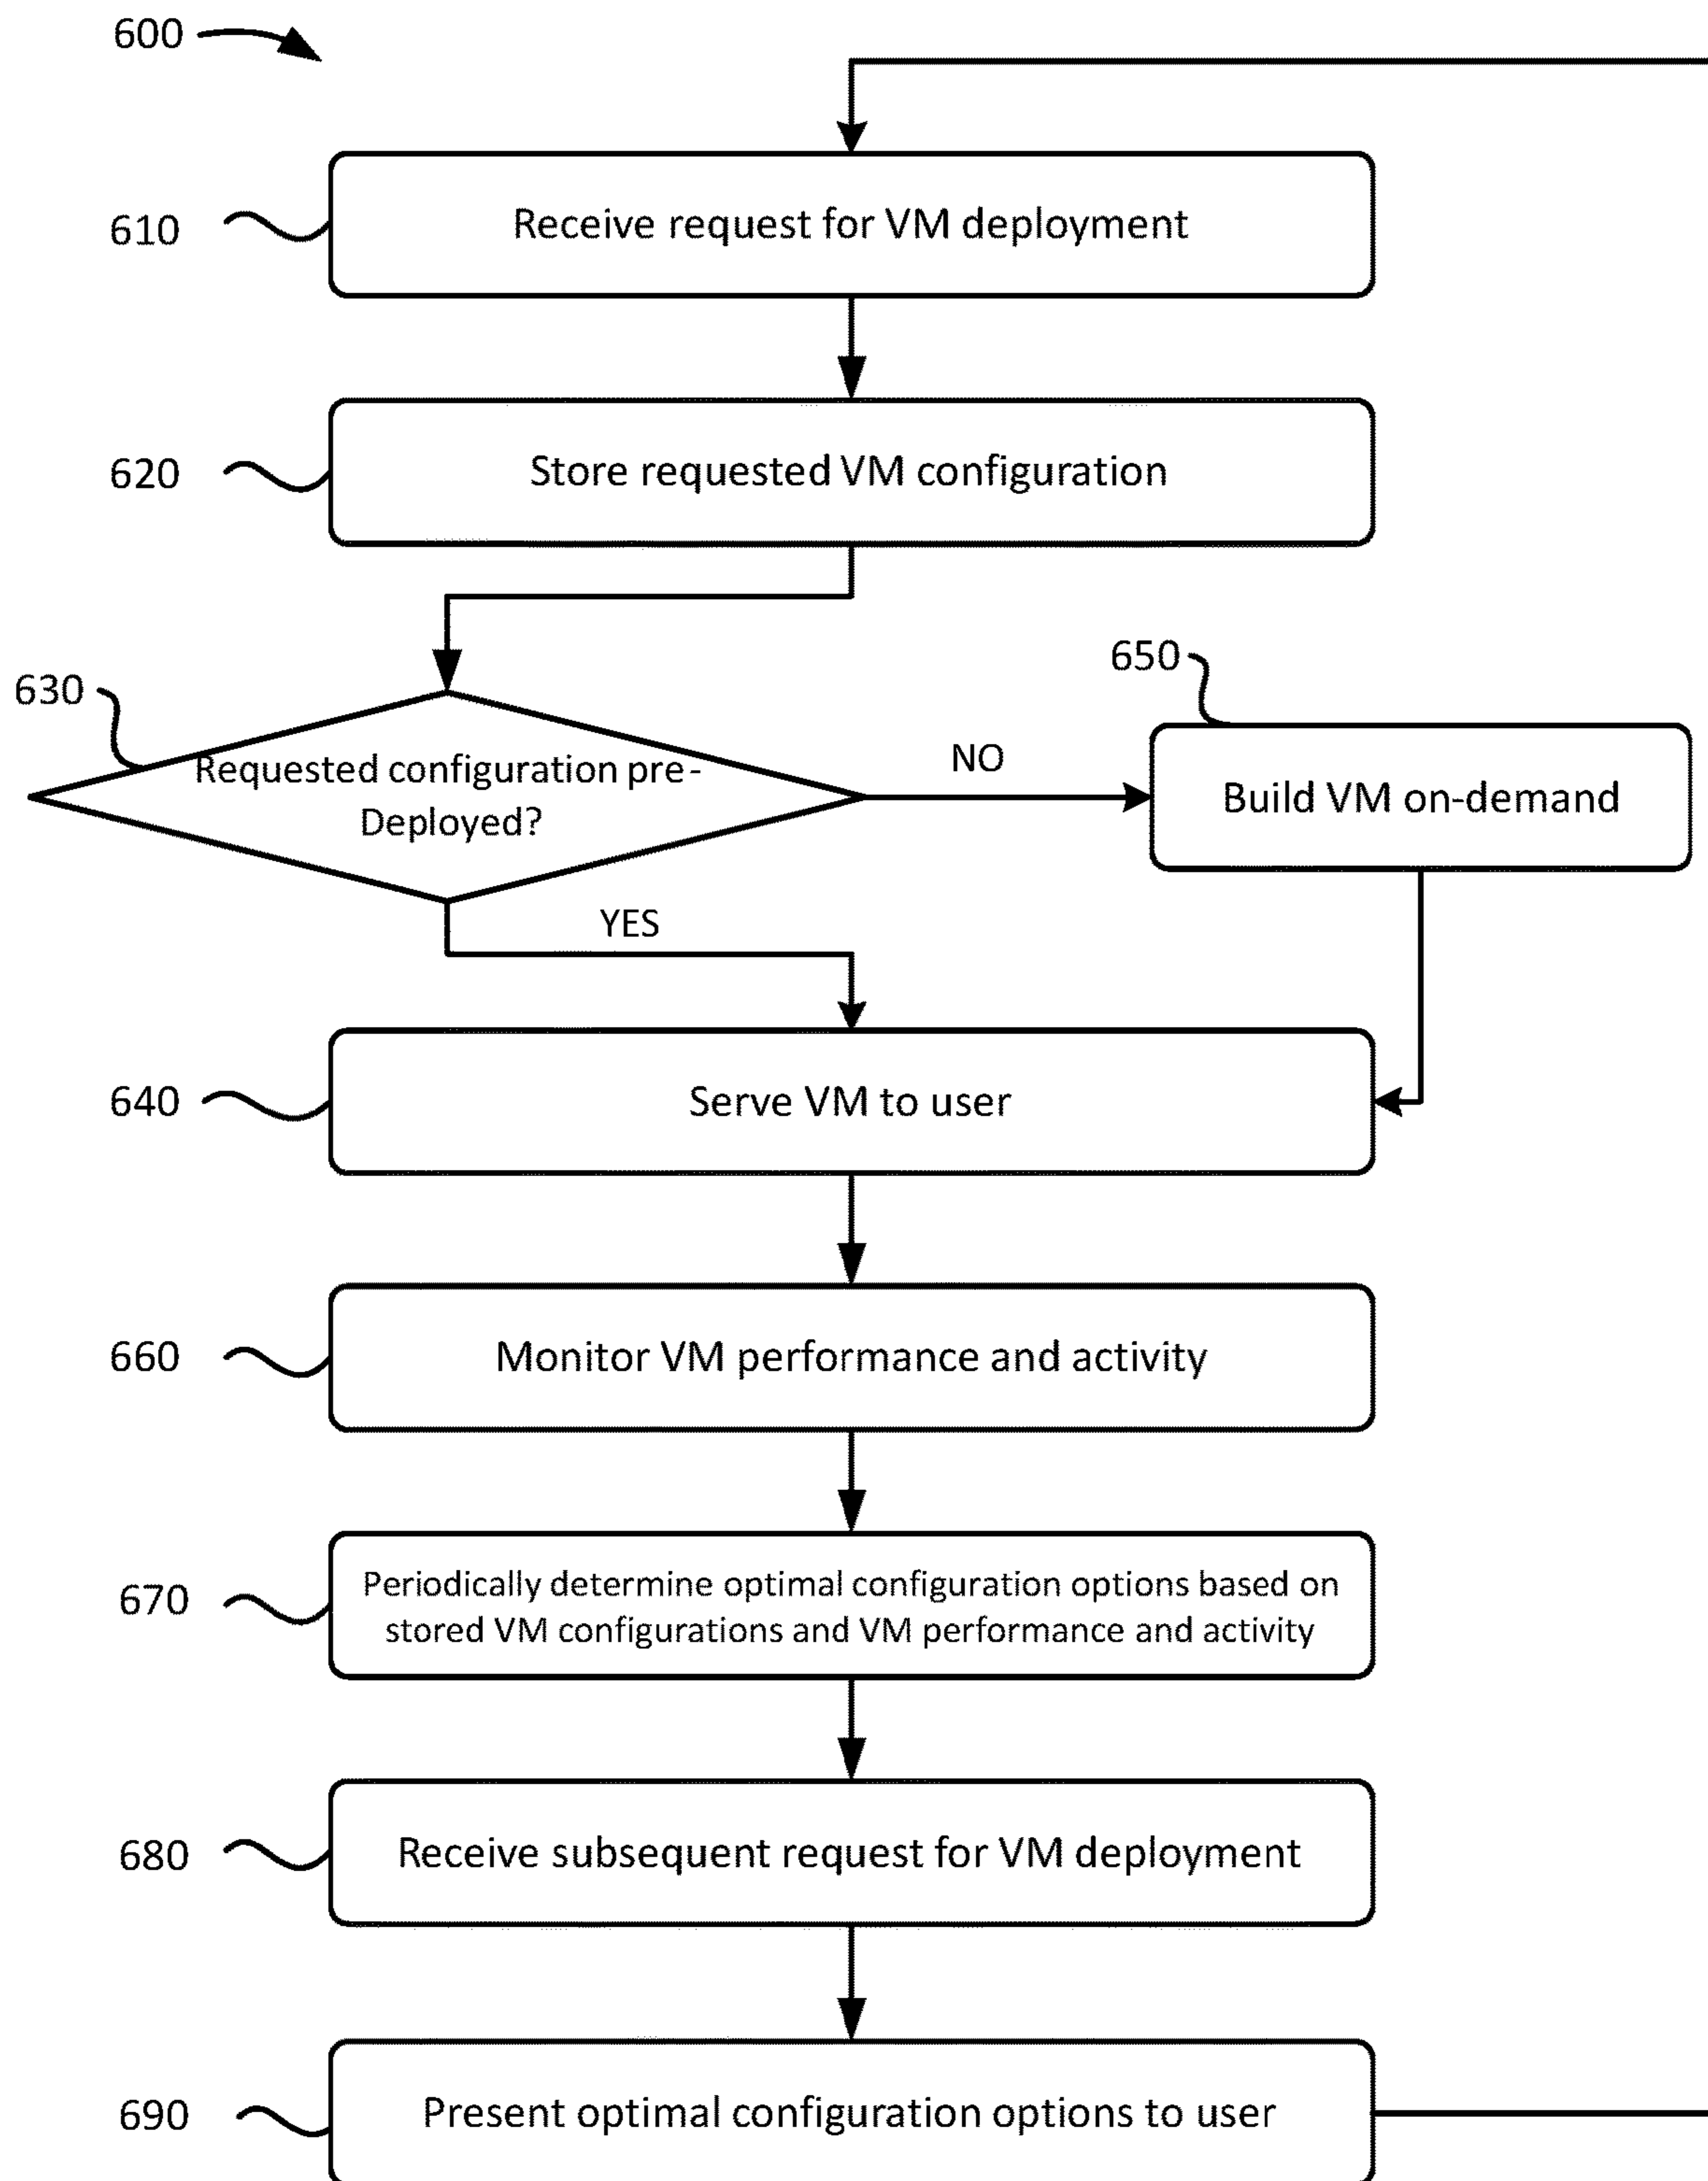 600
610
Receive request for VM deployment
620
Store requested VM configuration
630
Requested configuration pre-
Deployed?
NO
650
Build VM on-demand
YES
640
Serve VM to user
660
Monitor VM performance and activity
670
Periodically determine optimal configuration options based on
stored VM configurations and VM performance and activity
680
Receive subsequent request for VM deployment
690
Present optimal configuration options to user